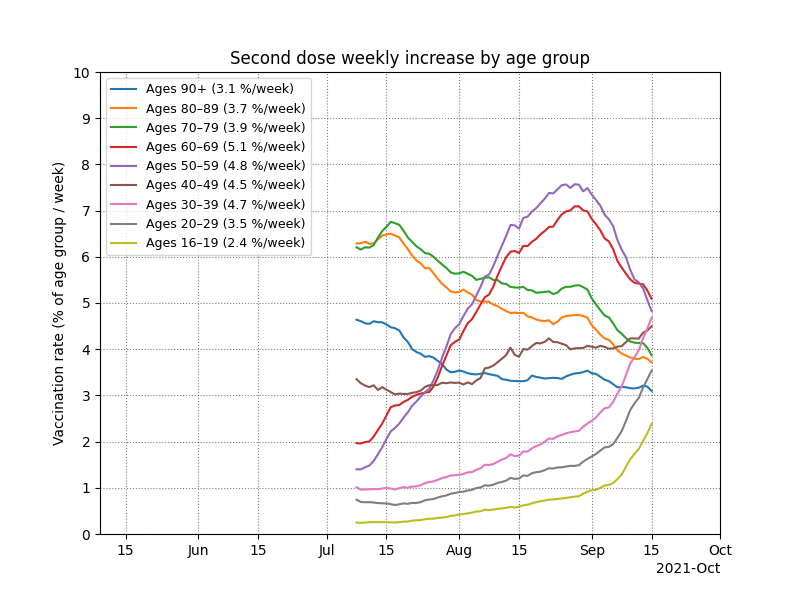 Second dose weekly increase by age group
Vaccination rate (% of age group / week)
10
9
8
7
6
5
4
3
2
1
0
Ages 90+ (3.1 %/week)
Ages 80–89 (3.7 %/week)
Ages 70–79 (3.9 %/week)
Ages 60–69 (5.1 %/week)
Ages 50–59 (4.8 %/week)
Ages 40–49 (4.5 %/week)
Ages 30–39 (4.7 %/week)
Ages 20–29 (3.5 %/week)
Ages 16–19 (2.4 %/week)
15 Jun 15 Jul 15 Aug 15 Sep 15 Oct
2021-Oct